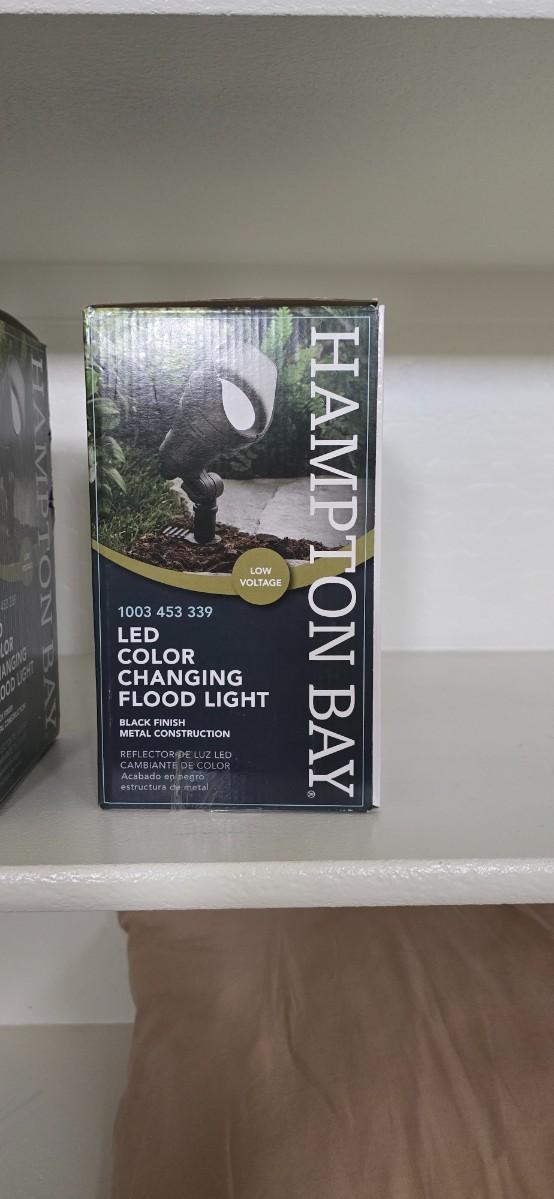 HAMPTON BAY®
LOW
VOLTAGE
1003 453 339
LED
COLOR
CHANGING
FLOOD LIGHT
BLACK FINISH
METAL CONSTRUCTION
REFLECTOR DE LUZ LED
CAMBIANTE DE COLOR
Acabado en negro
estructura de metal
HAMPTON BAY